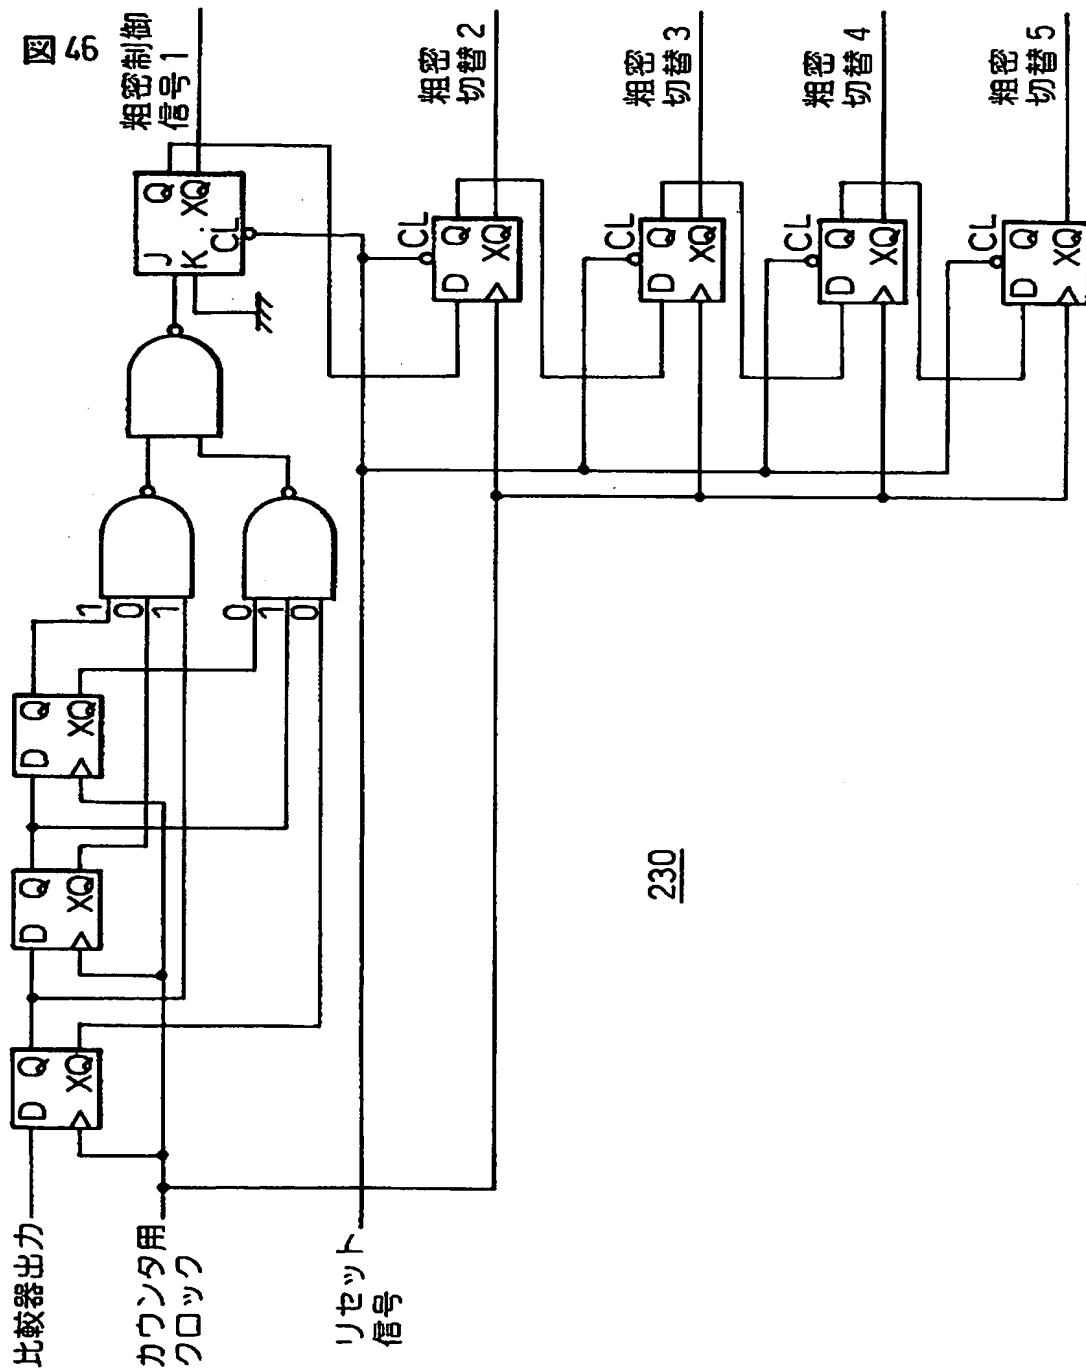 図 46
比較器出力
カウンタ用
クロック
リセット
信号
D Q
XQ
D Q
XQ
D Q
XQ
1
0
1
0
1
0
J Q
K XQ
CL
粗密制御
信号 1
CL
D Q
XQ
粗密
切替 2
CL
D Q
XQ
粗密
切替 3
CL
D Q
XQ
粗密
切替 4
CL
D Q
XQ
粗密
切替 5
230